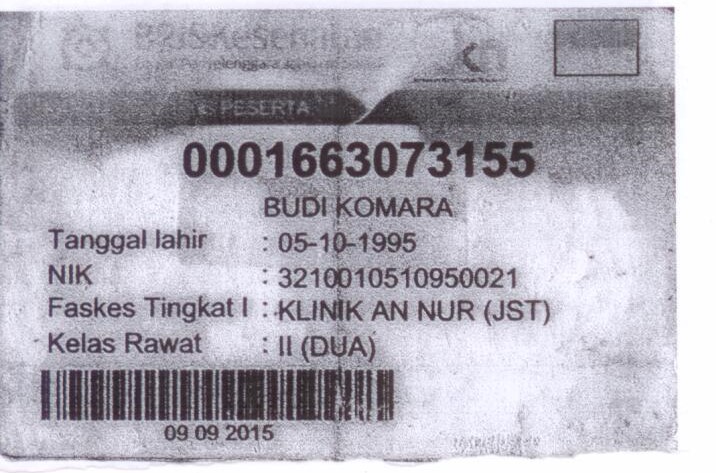 BPJS Kesehatan
PESERTA
0001663073155
BUDI KOMARA
Tanggal lahir : 05-10-1995
NIK : 3210010510950021
Faskes Tingkat I : KLINIK AN NUR (JST)
Kelas Rawat : II (DUA)
09 09 2015